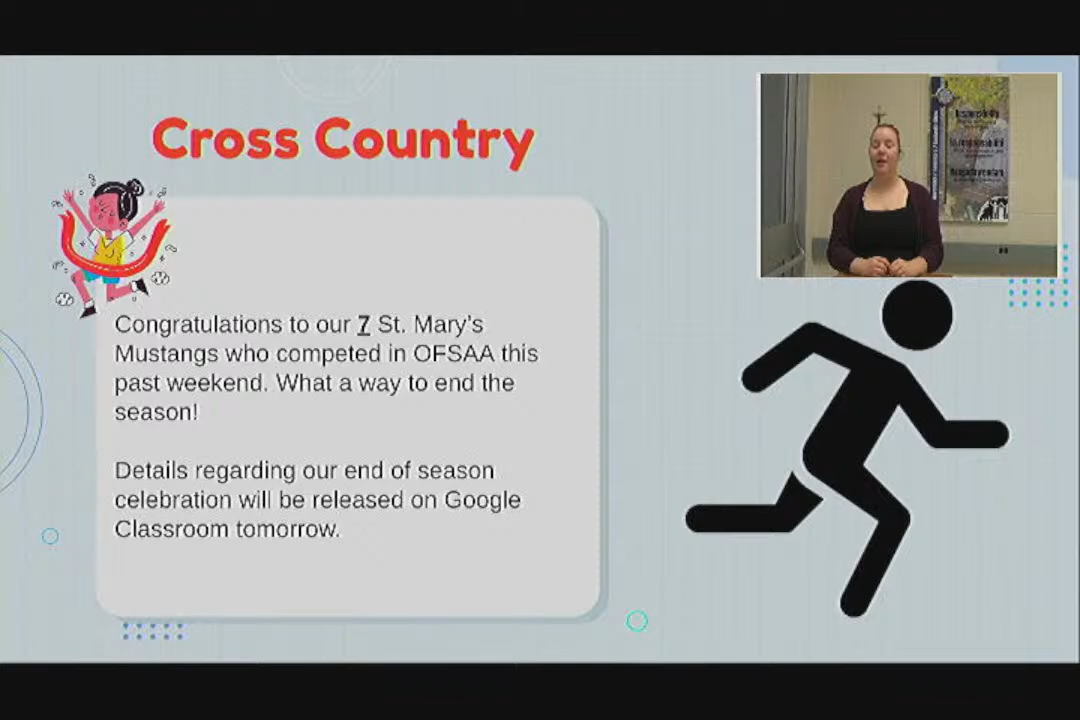 Cross Country
Congratulations to our 7 St. Mary's
Mustangs who competed in OFSAA this
past weekend. What a way to end the
season!
Details regarding our end of season
celebration will be released on Google
Classroom tomorrow.